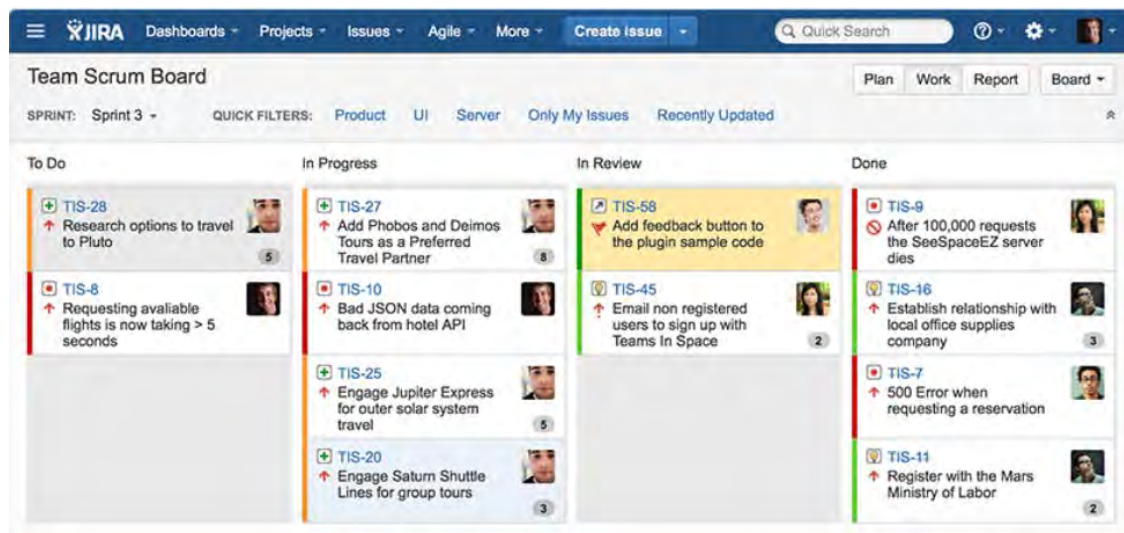 JIRA Dashboards Projects Issues Agile More Create issue Quick Search
Team Scrum Board
Plan Work Report Board
SPRINT: Sprint 3 QUICK FILTERS: Product UI Server Only My Issues Recently Updated
To Do
TIS-28
Research options to travel
to Pluto
5
TIS-8
Requesting avaliable
flights is now taking > 5
seconds
In Progress
TIS-27
Add Phobos and Deimos
Tours as a Preferred
Travel Partner
8
TIS-10
Bad JSON data coming
back from hotel API
TIS-25
Engage Jupiter Express
for outer solar system
travel
5
TIS-20
Engage Saturn Shuttle
Lines for group tours
3
In Review
TIS-58
Add feedback button to
the plugin sample code
TIS-45
Email non registered
users to sign up with
Teams In Space
2
Done
TIS-9
After 100,000 requests
the SeeSpaceEZ server
dies
TIS-16
Establish relationship with
local office supplies
company
3
TIS-7
500 Error when
requesting a reservation
TIS-11
Register with the Mars
Ministry of Labor
2